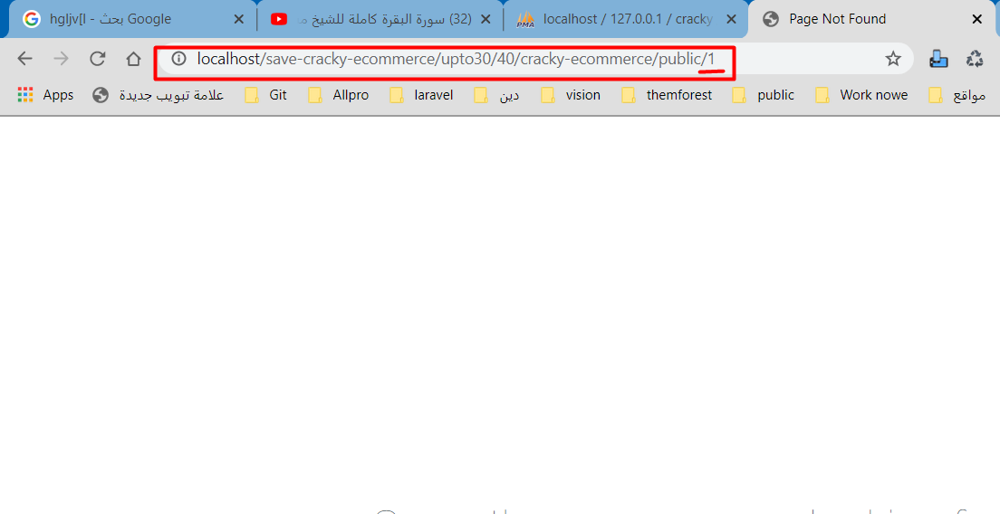 hgljv[l - بحث Google
(32) سورة البقرة كاملة للشيخ مـ
localhost / 127.0.0.1 / cracky
Page Not Found
localhost/save-cracky-ecommerce/upto30/40/cracky-ecommerce/public/1
Apps علامة تبويب جديدة Git Allpro laravel دين vision themforest public Work nowe مواقع